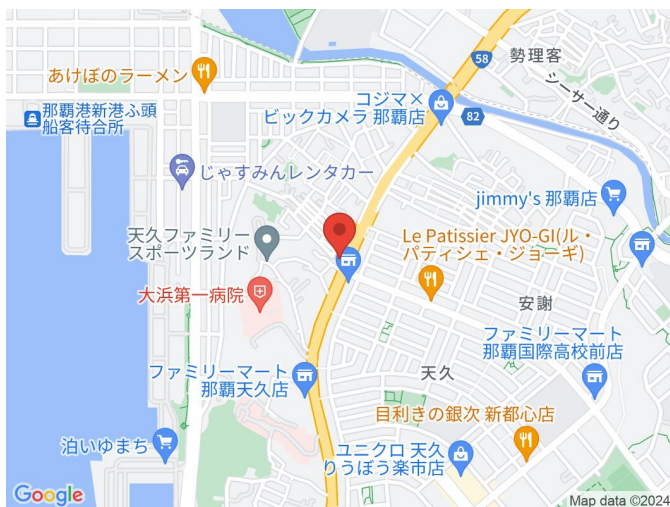 58
勢理客
シーサー通り
あけぼのラーメン
コジマ×
ビックカメラ 那覇店
82
那覇港新港ふ頭
船客待合所
じゃすみんレンタカー
jimmy's 那覇店
天久ファミリー
スポーツランド
Le Patissier JYO-GI(ル・
パティシェ・ジョーギ)
大浜第一病院
安謝
ファミリーマート
那覇国際高校前店
ファミリーマート
那覇天久店
天久
目利きの銀次 新都心店
泊いゆまち
ユニクロ 天久
りうぼう楽市店
Google
Map data ©2024